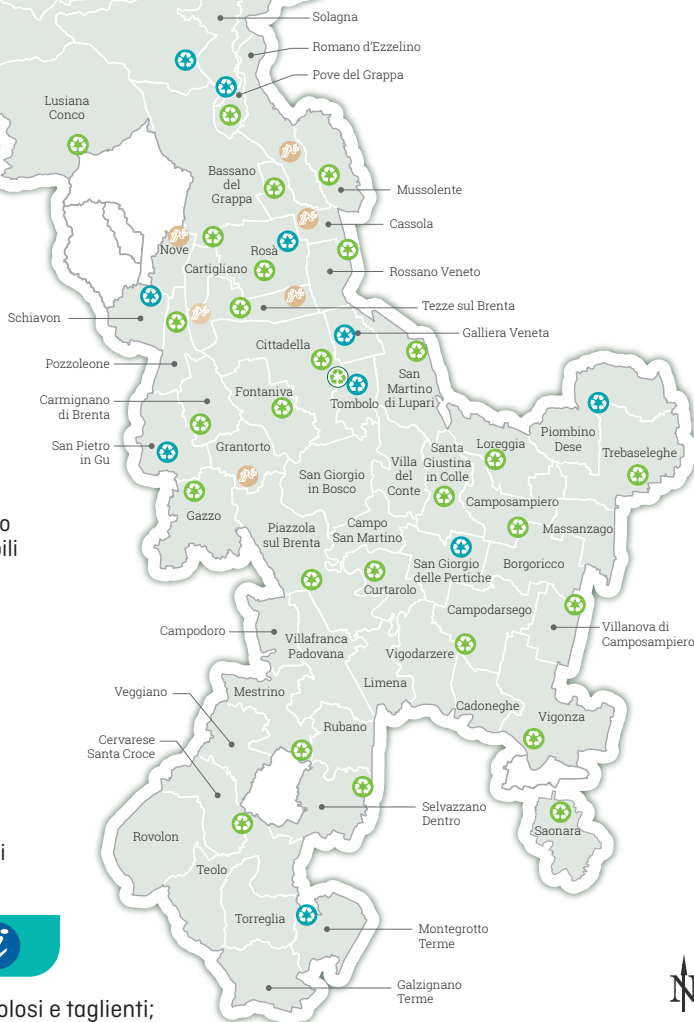 Solagna
Romano d'Ezzelino
Pove del Grappa
Lusiana
Conco
Bassano
del
Grappa
Mussolente
Cassola
Nove
Rosà
Cartigliano
Rossano Veneto
Schiavon
Tezze sul Brenta
Galliera Veneta
Cittadella
Pozzoleone
San
Martino
di Lupari
Carmignano
di Brenta
Fontaniva
Tombolo
San Pietro
in Gu
Grantorto
Piombino
Dese
Loreggia
Trebaseleghe
Santa
Giustina
in Colle
Villa
del
Conte
San Giorgio
in Bosco
Camposampiero
Gazzo
o
ili
Piazzola
sul Brenta
Campo
San Martino
Massanzago
San Giorgio
delle Pertiche
Borgoricco
Curtarolo
Campodarsego
Campodoro
Villafranca
Padovana
Vigodarzere
Villanova di
Camposampiero
Limena
Veggiano
Mestrino
Cadoneghe
Vigonza
Rubano
Cervarese
Santa Croce
Selvazzano
Dentro
Rovolon
Saonara
i
Teolo
Torreglia
Montegrotto
Terme
i
Galzignano
Terme
N
olosi e taglienti;